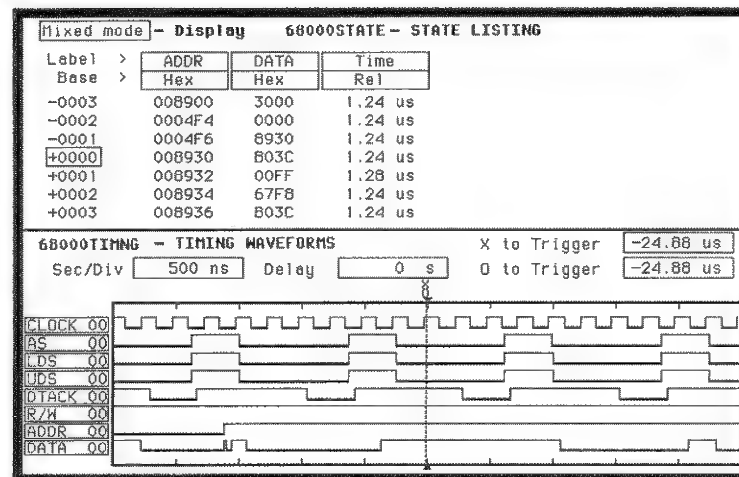 Mixed mode - Display 68000STATE - STATE LISTING
Label > ADDR DATA Time
Base > Hex Hex Rel
-0003 008900 3000 1.24 us
-0002 0004F4 0000 1.24 us
-0001 0004F6 8930 1.24 us
+0000 008930 B03C 1.24 us
+0001 008932 00FF 1.28 us
+0002 008934 67F8 1.24 us
+0003 008936 B03C 1.24 us
68000TIMNG - TIMING WAVEFORMS X to Trigger -24.88 us
Sec/Div 500 ns Delay 0 s O to Trigger -24.88 us
CLOCK 00
AS 00
LDS 00
UDS 00
DTACK 00
R/W 00
ADDR 00
DATA 00